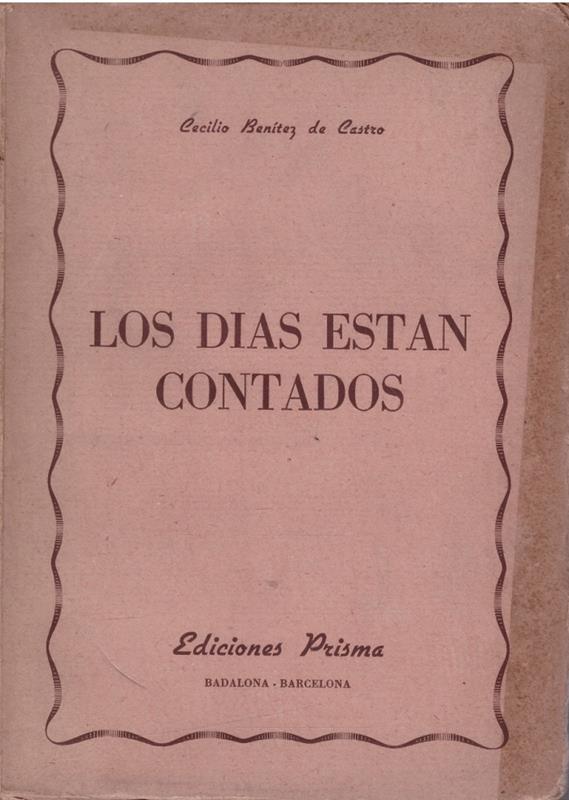 Cecilio Benítez de Castro
LOS DIAS ESTAN
CONTADOS
Ediciones Prisma
BADALONA - BARCELONA